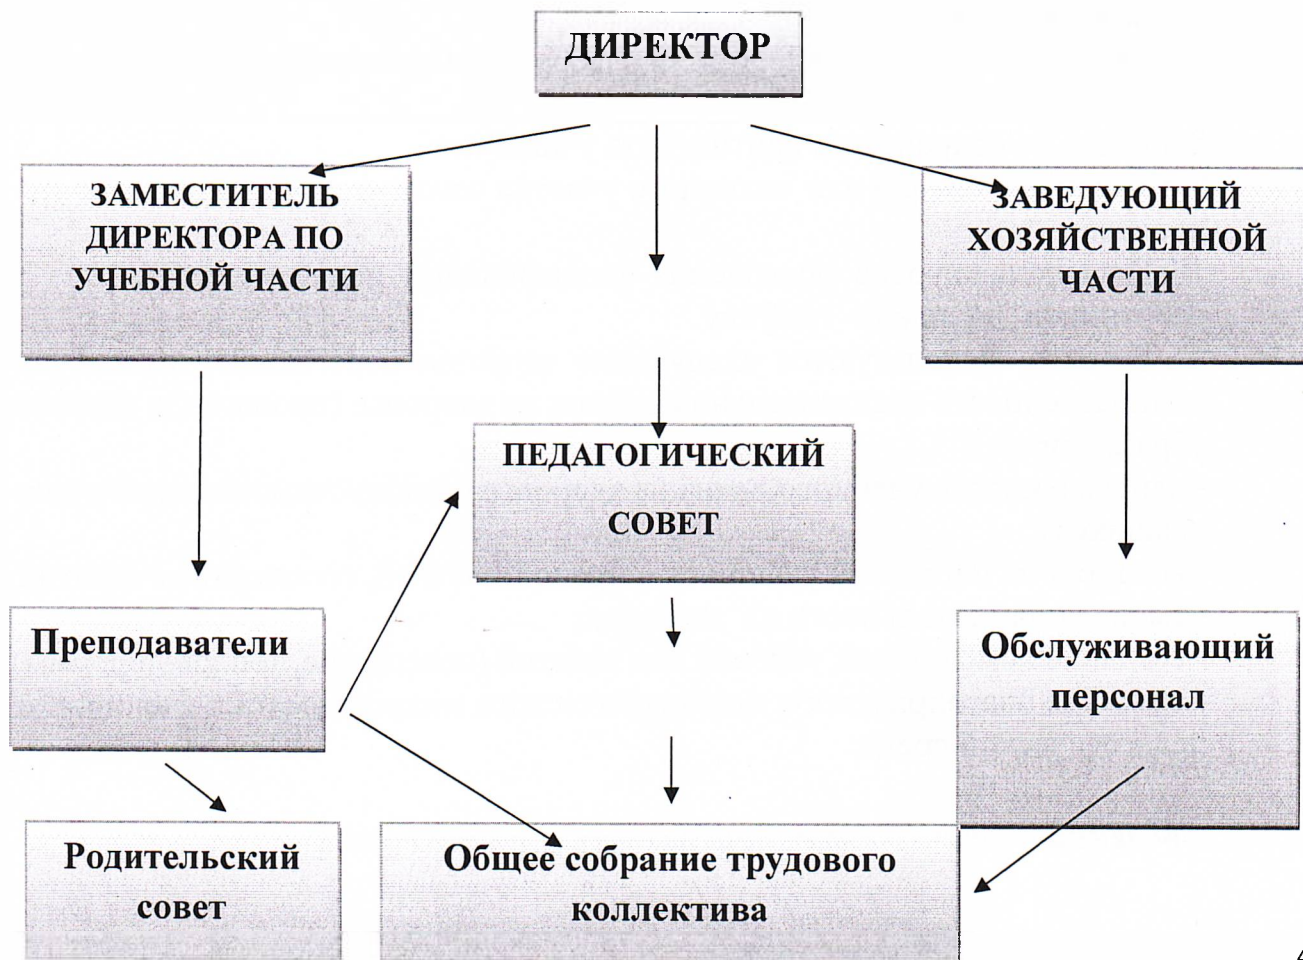 ДИРЕКТОР
ЗАМЕСТИТЕЛЬ
ДИРЕКТОРА ПО
УЧЕБНОЙ ЧАСТИ
ЗАВЕДУЮЩИЙ
ХОЗЯЙСТВЕННОЙ
ЧАСТИ
ПЕДАГОГИЧЕСКИЙ
СОВЕТ
Преподаватели
Обслуживающий
персонал
Родительский
совет
Общее собрание трудового
коллектива